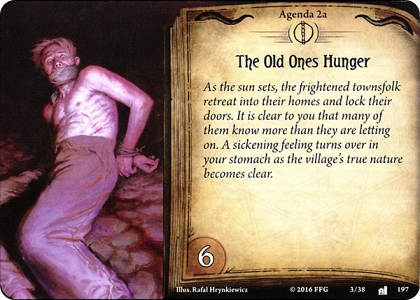 Agenda 2a
The Old Ones Hunger
As the sun sets, the frightened townsfolk
retreat into their homes and lock their
doors. It is clear to you that many of
them know more than they are letting
on. A sickening feeling turns over in
your stomach as the village's true nature
becomes clear.
6
Illus. Rafał Hrynkiewicz
© 2016 FFG
3/38
197